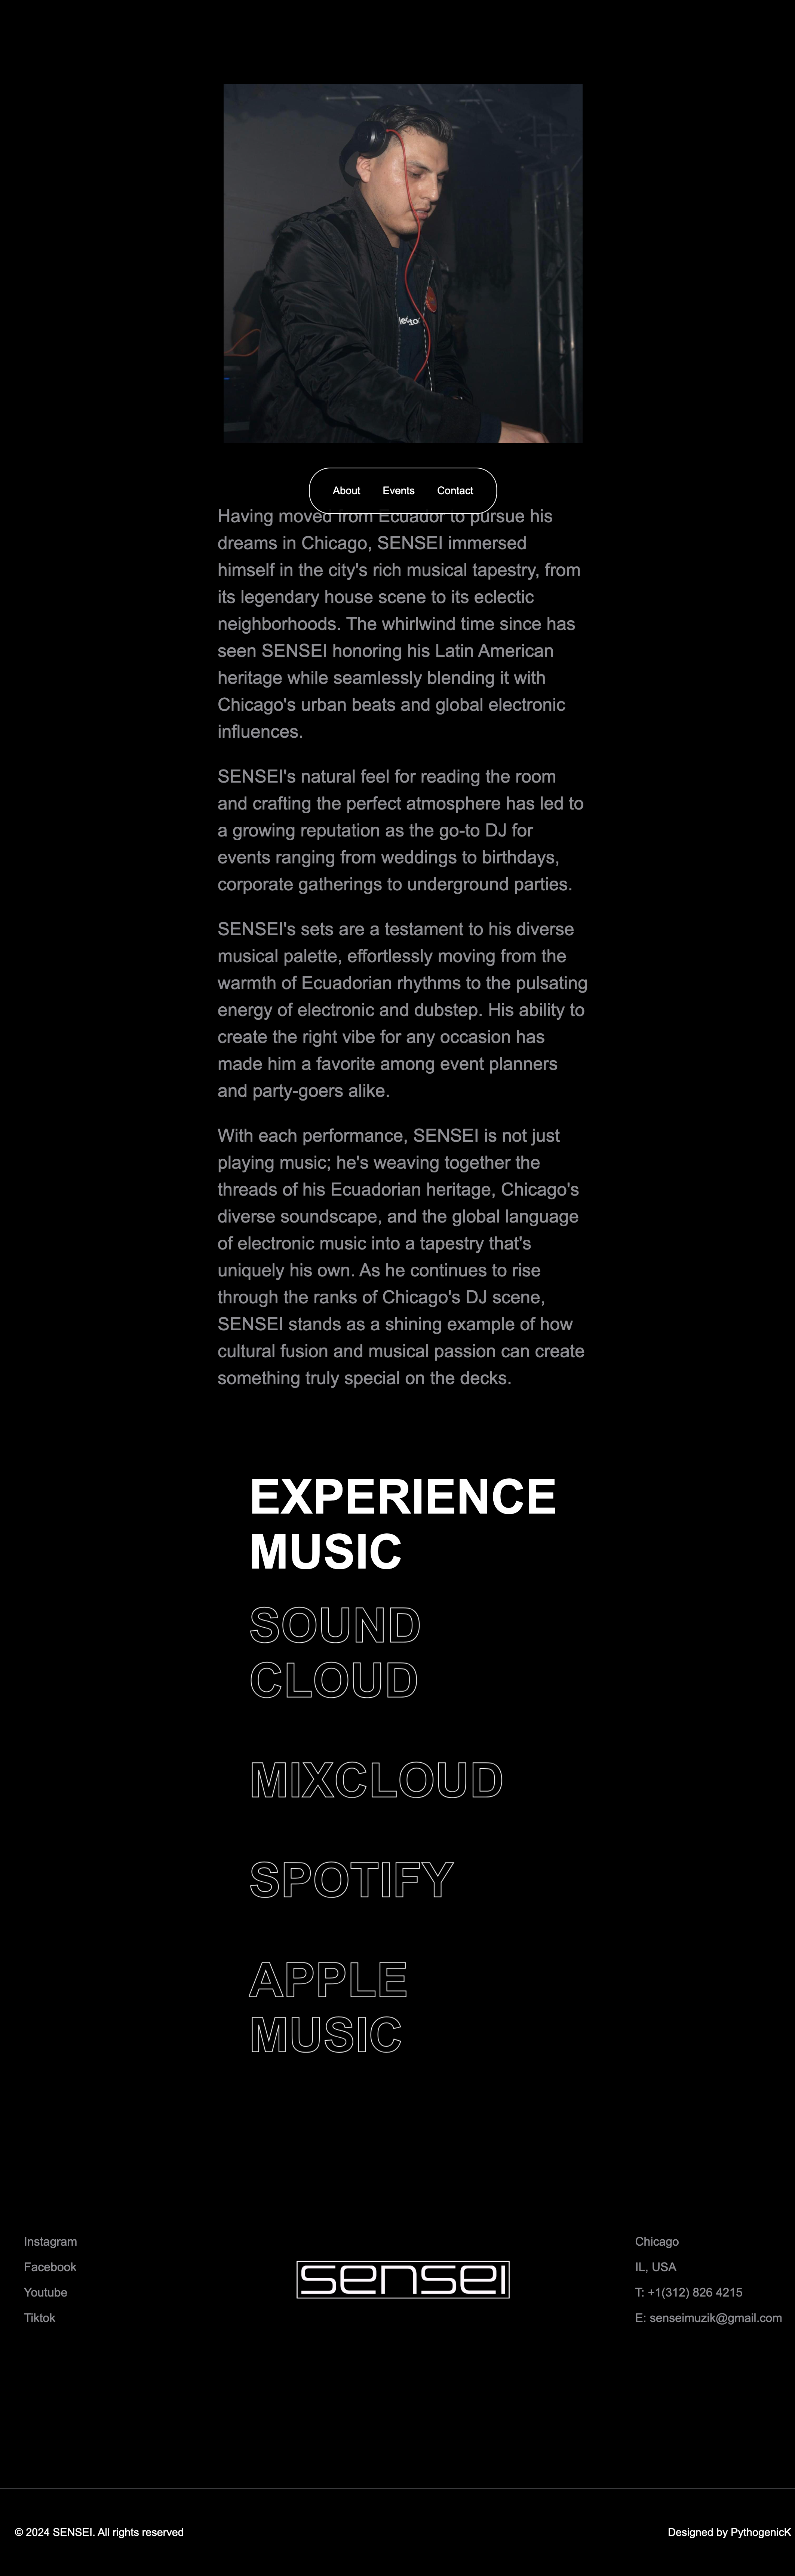 About Events Contact
Having moved from Ecuador to pursue his
dreams in Chicago, SENSEI immersed
himself in the city's rich musical tapestry, from
its legendary house scene to its eclectic
neighborhoods. The whirlwind time since has
seen SENSEI honoring his Latin American
heritage while seamlessly blending it with
Chicago's urban beats and global electronic
influences.
SENSEI's natural feel for reading the room
and crafting the perfect atmosphere has led to
a growing reputation as the go-to DJ for
events ranging from weddings to birthdays,
corporate gatherings to underground parties.
SENSEI's sets are a testament to his diverse
musical palette, effortlessly moving from the
warmth of Ecuadorian rhythms to the pulsating
energy of electronic and dubstep. His ability to
create the right vibe for any occasion has
made him a favorite among event planners
and party-goers alike.
With each performance, SENSEI is not just
playing music; he's weaving together the
threads of his Ecuadorian heritage, Chicago's
diverse soundscape, and the global language
of electronic music into a tapestry that's
uniquely his own. As he continues to rise
through the ranks of Chicago's DJ scene,
SENSEI stands as a shining example of how
cultural fusion and musical passion can create
something truly special on the decks.
EXPERIENCE
MUSIC
SOUND
CLOUD
MIXCLOUD
SPOTIFY
APPLE
MUSIC
Instagram
Facebook
Youtube
Tiktok
sensei
Chicago
IL, USA
T: +1(312) 826 4215
E: senseimuzik@gmail.com
© 2024 SENSEI. All rights reserved
Designed by PythogenicK